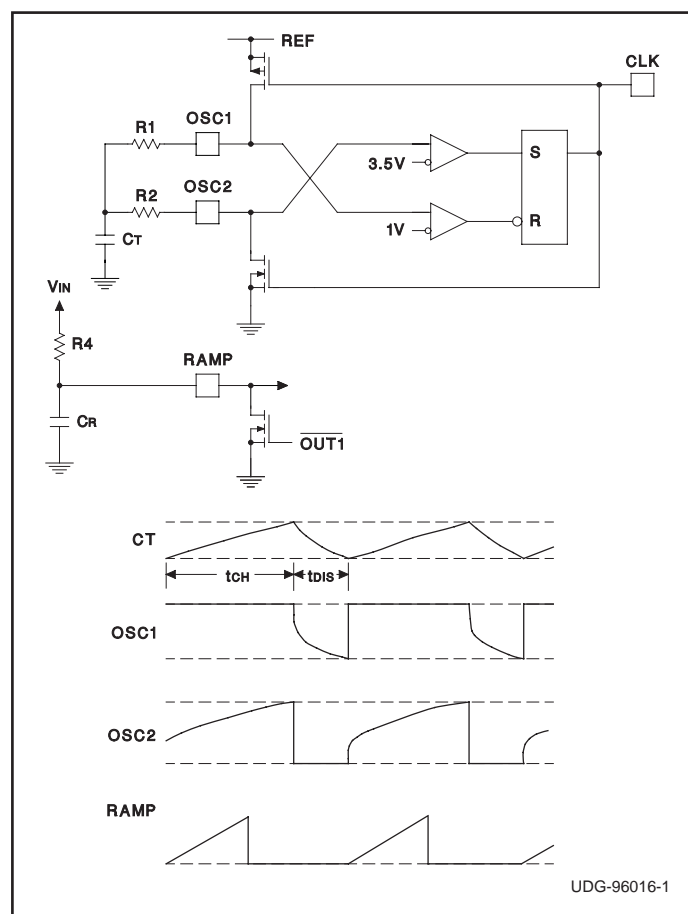 REF
CLK
OSC1
R1
S
3.5V
OSC2
R2
R
1V
CT
VIN
R4
RAMP
CR
OUT1
CT
tCH
tDIS
OSC1
OSC2
RAMP
UDG-96016-1